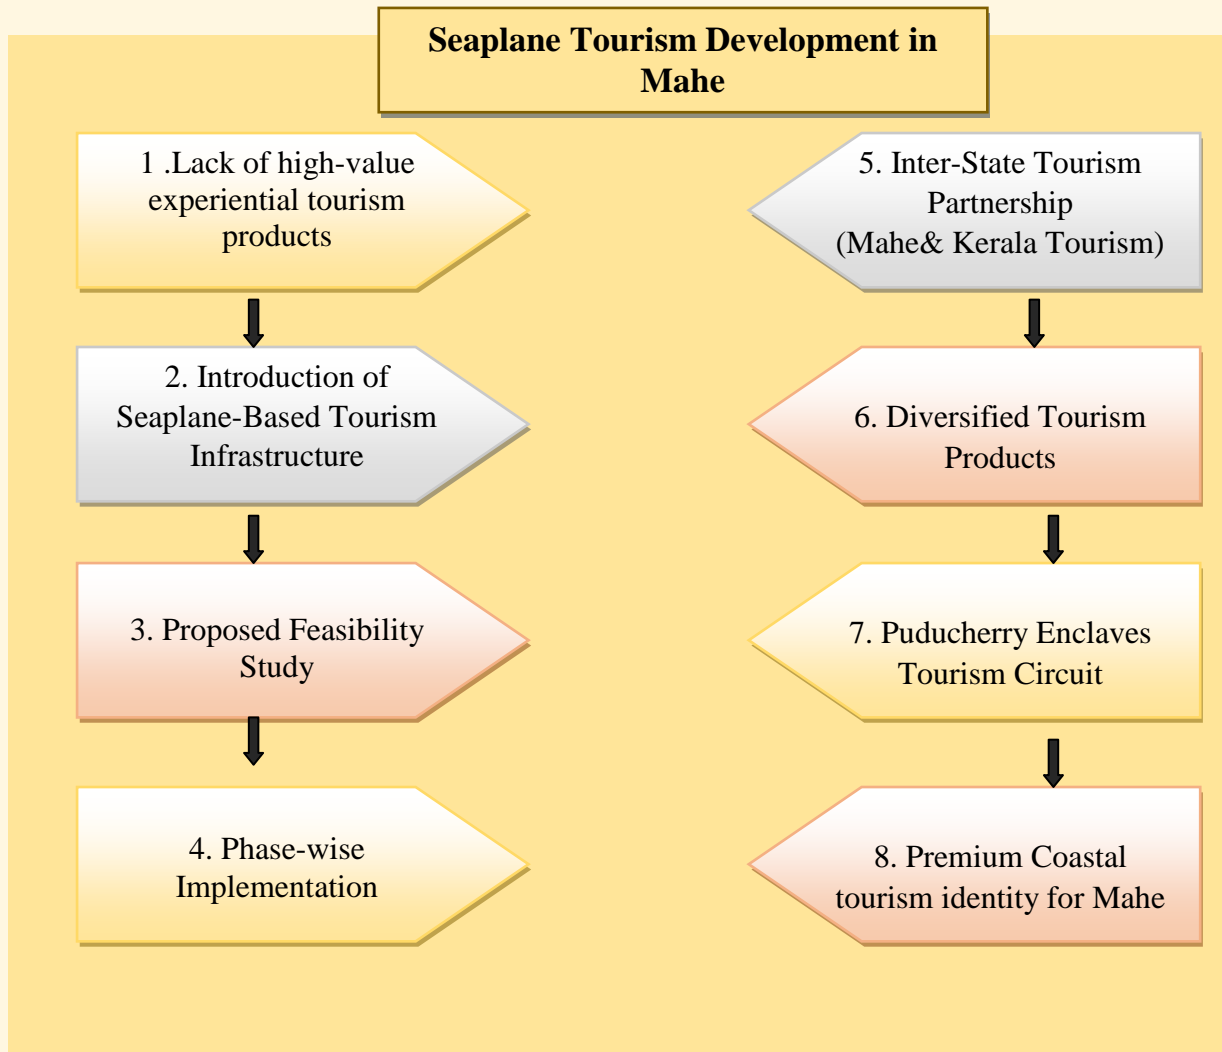 Seaplane Tourism Development in
Mahe
1 .Lack of high-value
experiential tourism
products
2. Introduction of
Seaplane-Based Tourism
Infrastructure
3. Proposed Feasibility
Study
4. Phase-wise
Implementation
5. Inter-State Tourism
Partnership
(Mahe& Kerala Tourism)
6. Diversified Tourism
Products
7. Puducherry Enclaves
Tourism Circuit
8. Premium Coastal
tourism identity for Mahe